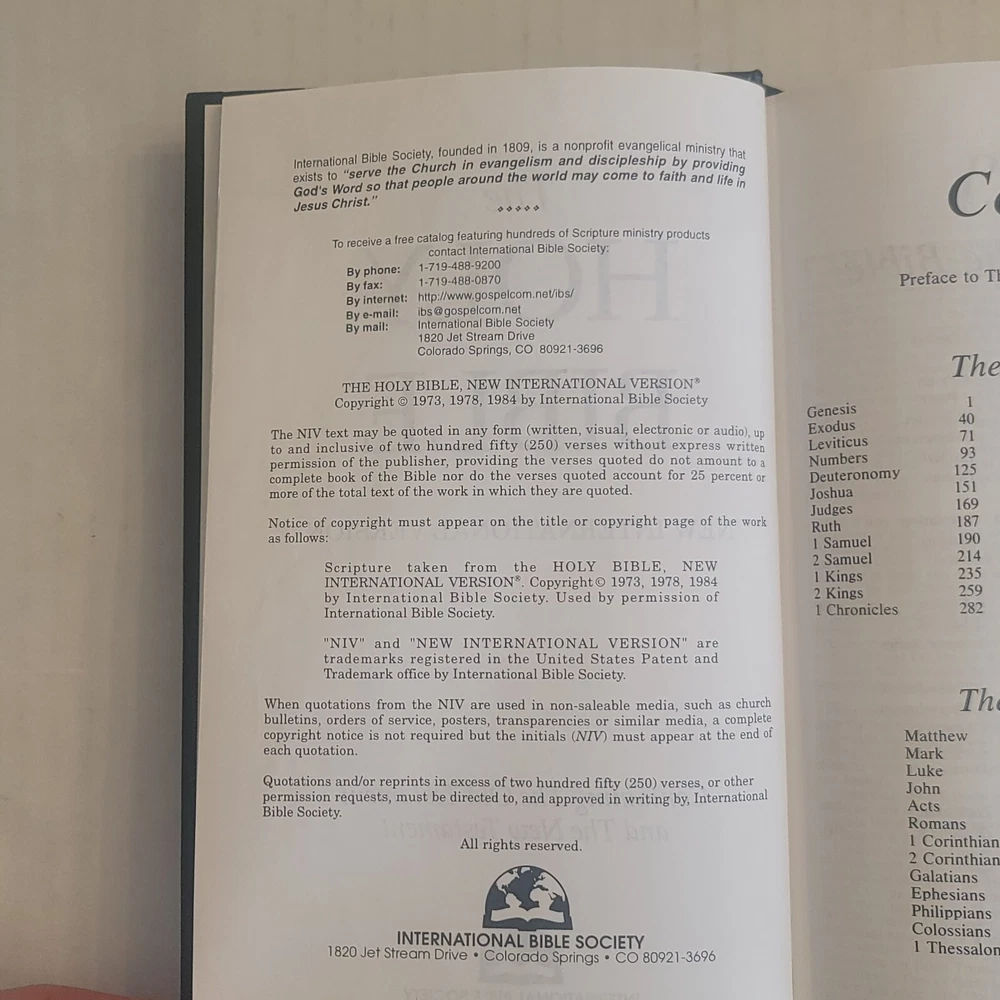 International Bible Society, founded in 1809, is a nonprofit evangelical ministry that
exists to "serve the Church in evangelism and discipleship by providing
God's Word so that people around the world may come to faith and life in
Jesus Christ."
To receive a free catalog featuring hundreds of Scripture ministry products
contact International Bible Society:
By phone: 1-719-488-9200
By fax: 1-719-488-0870
By internet: http://www.gospelcom.net/ibs/
By e-mail: ibs@gospelcom.net
By mail: International Bible Society
1820 Jet Stream Drive
Colorado Springs, CO 80921-3696
THE HOLY BIBLE, NEW INTERNATIONAL VERSION®
Copyright © 1973, 1978, 1984 by International Bible Society
The NIV text may be quoted in any form (written, visual, electronic or audio), up
to and inclusive of two hundred fifty (250) verses without express written
permission of the publisher, providing the verses quoted do not amount to a
complete book of the Bible nor do the verses quoted account for 25 percent or
more of the total text of the work in which they are quoted.
Notice of copyright must appear on the title or copyright page of the work
as follows:
Scripture taken from the HOLY BIBLE, NEW
INTERNATIONAL VERSION®. Copyright © 1973, 1978, 1984
by International Bible Society. Used by permission of
International Bible Society.
"NIV" and "NEW INTERNATIONAL VERSION" are
trademarks registered in the United States Patent and
Trademark office by International Bible Society.
When quotations from the NIV are used in non-saleable media, such as church
bulletins, orders of service, posters, transparencies or similar media, a complete
copyright notice is not required but the initials (NIV) must appear at the end of
each quotation.
Quotations and/or reprints in excess of two hundred fifty (250) verses, or other
permission requests, must be directed to, and approved in writing by, International
Bible Society.
All rights reserved.
INTERNATIONAL BIBLE SOCIETY
1820 Jet Stream Drive • Colorado Springs • CO 80921-3696
Preface to
The
Genesis 1
Exodus 40
Leviticus 71
Numbers 93
Deuteronomy 125
Joshua 151
Judges 169
Ruth 187
1 Samuel 190
2 Samuel 214
1 Kings 235
2 Kings 259
1 Chronicles 282
Matthew
Mark
Luke
John
Acts
Romans
1 Corinthian
2 Corinthian
Galatians
Ephesians
Philippians
Colossians
1 Thessalon